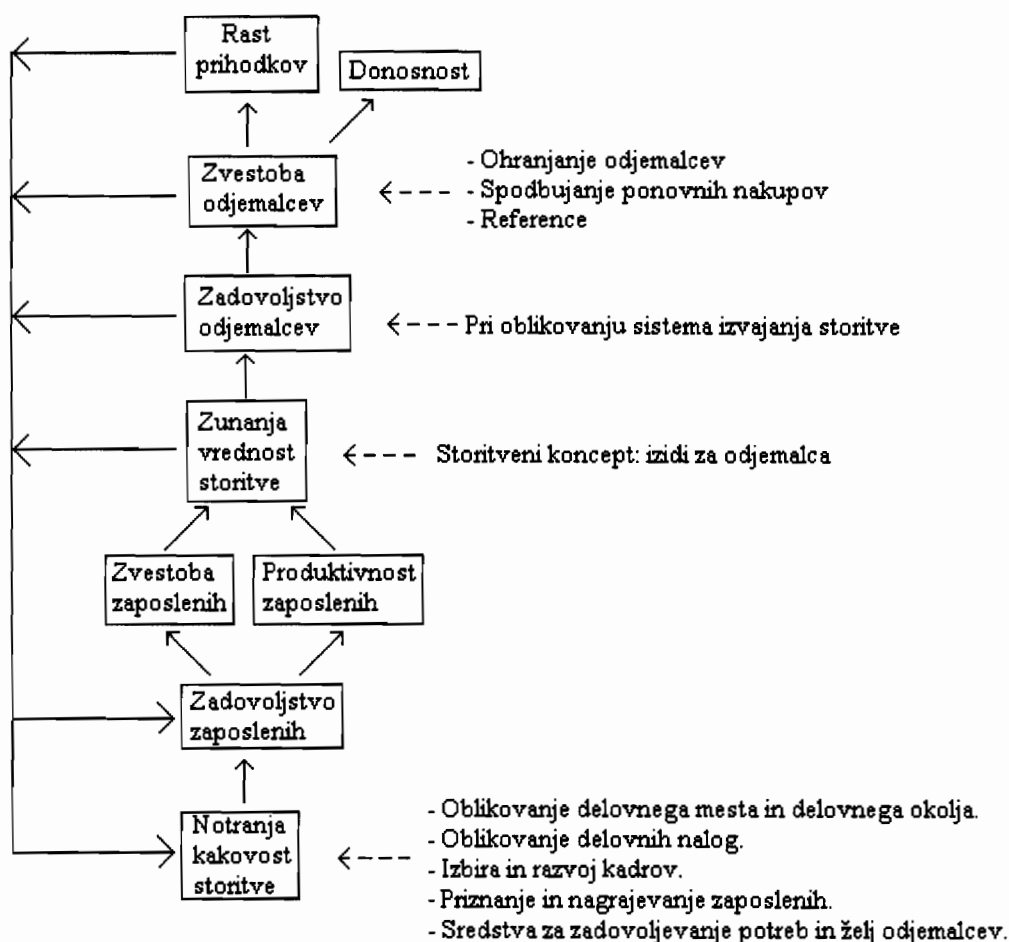 Rast
prihodkov
Donosnost
Zvestoba
odjemalcev
- Ohranjanje odjemalcev
- Spodbujanje ponovnih nakupov
- Reference
Zadovoljstvo
odjemalcev
Pri oblikovanju sistema izvajanja storitve
Zunanja
vrednost
storitve
Storitveni koncept: izidi za odjemalca
Zvestoba
zaposlenih
Produktivnost
zaposlenih
Zadovoljstvo
zaposlenih
Notranja
kakovost
storitve
- Oblikovanje delovnega mesta in delovnega okolja.
- Oblikovanje delovnih nalog.
- Izbira in razvoj kadrov.
- Priznanje in nagrajevanje zaposlenih.
- Sredstva za zadovoljevanje potreb in želj odjemalcev.